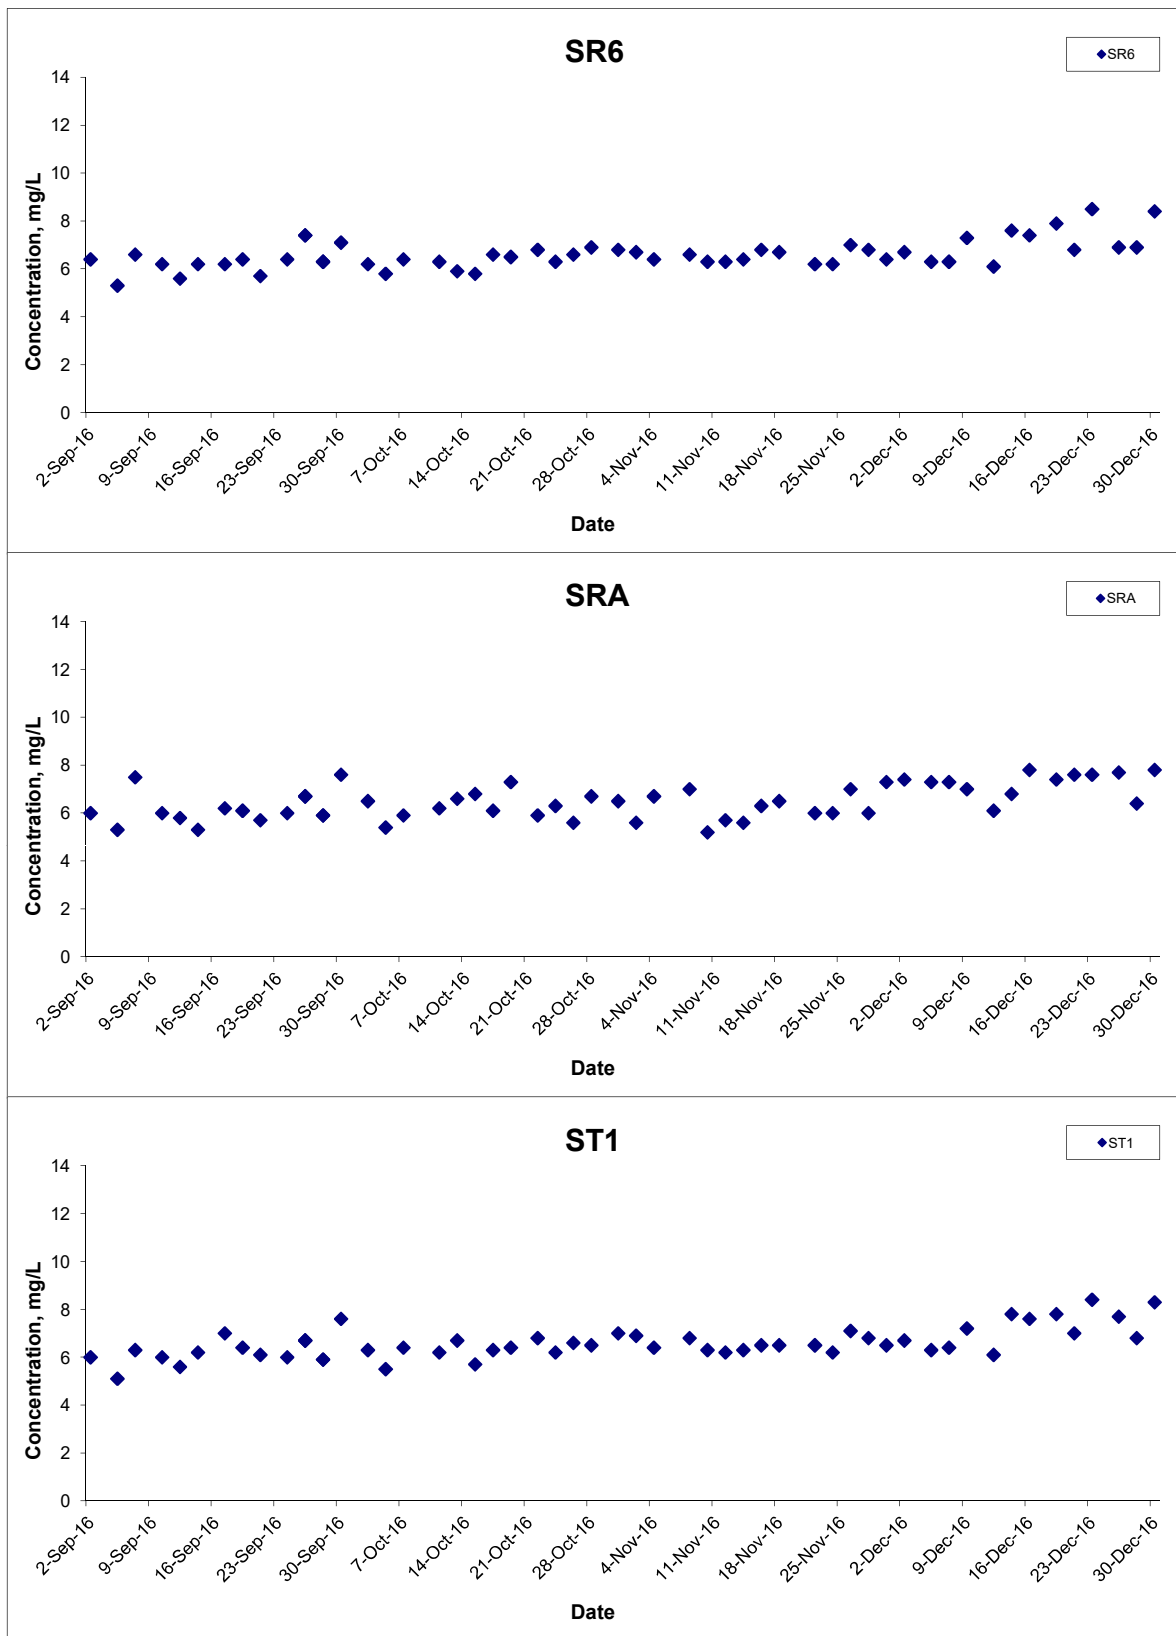 SR6
SR6
14
12
10
8
6
4
2
0
Concentration, mg/L
2-Sep-16
9-Sep-16
16-Sep-16
23-Sep-16
30-Sep-16
7-Oct-16
14-Oct-16
21-Oct-16
28-Oct-16
4-Nov-16
11-Nov-16
18-Nov-16
25-Nov-16
2-Dec-16
9-Dec-16
16-Dec-16
23-Dec-16
30-Dec-16
Date
SRA
SRA
14
12
10
8
6
4
2
0
Concentration, mg/L
2-Sep-16
9-Sep-16
16-Sep-16
23-Sep-16
30-Sep-16
7-Oct-16
14-Oct-16
21-Oct-16
28-Oct-16
4-Nov-16
11-Nov-16
18-Nov-16
25-Nov-16
2-Dec-16
9-Dec-16
16-Dec-16
23-Dec-16
30-Dec-16
Date
ST1
ST1
14
12
10
8
6
4
2
0
Concentration, mg/L
2-Sep-16
9-Sep-16
16-Sep-16
23-Sep-16
30-Sep-16
7-Oct-16
14-Oct-16
21-Oct-16
28-Oct-16
4-Nov-16
11-Nov-16
18-Nov-16
25-Nov-16
2-Dec-16
9-Dec-16
16-Dec-16
23-Dec-16
30-Dec-16
Date